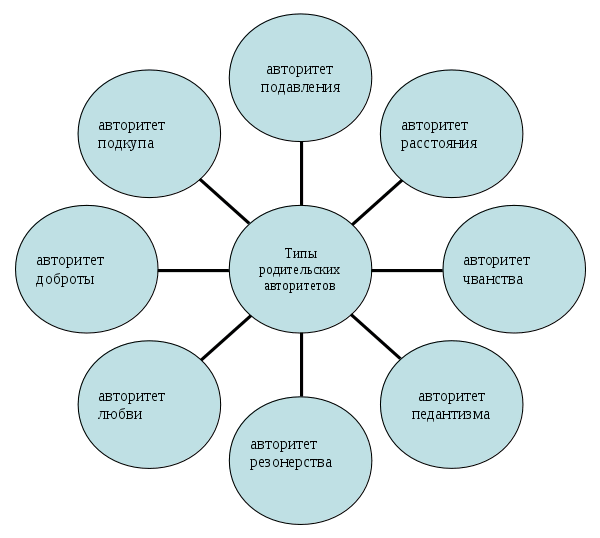 авторитет
подавления
авторитет
подкупа
авторитет
расстояния
авторитет
доброты
Типы
родительских
авторитетов
авторитет
чванства
авторитет
любви
авторитет
педантизма
авторитет
резонерства